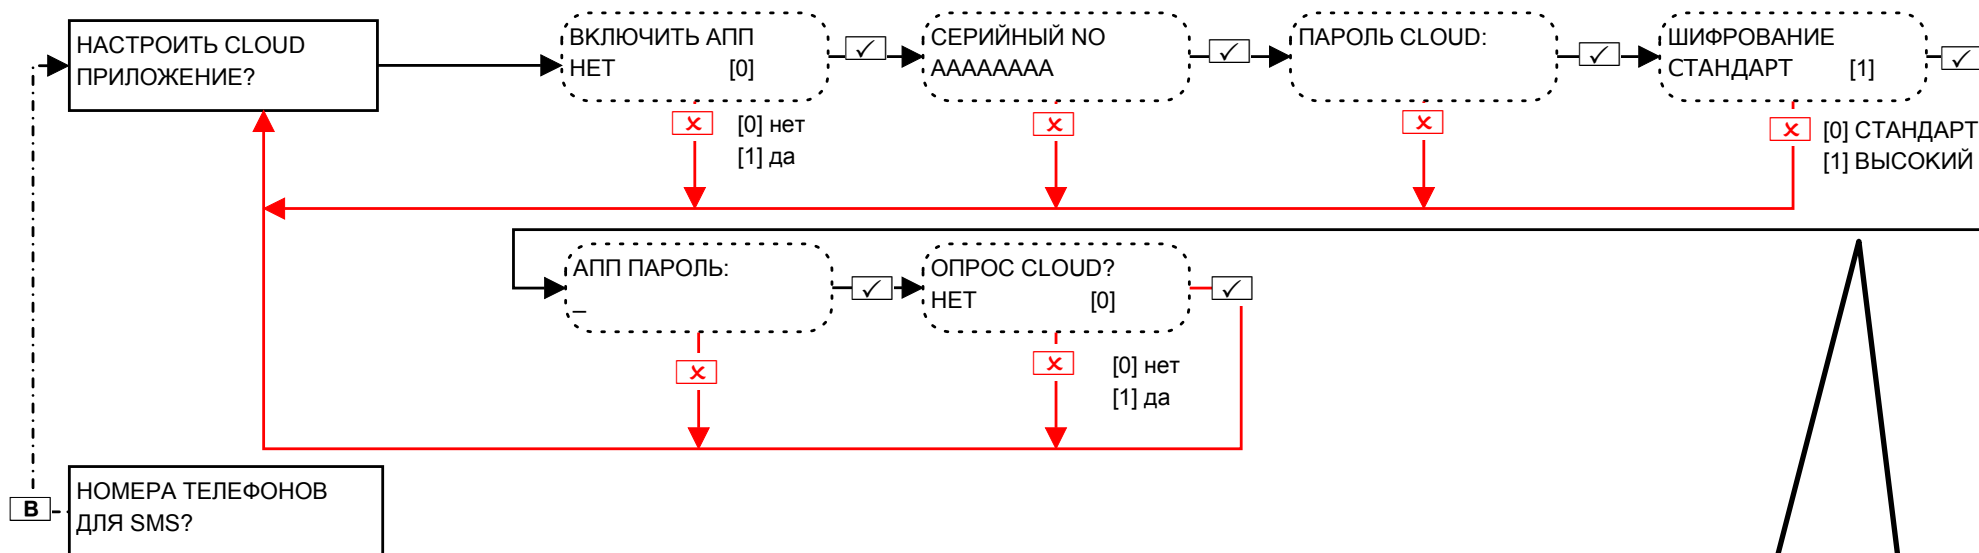 НАСТРОИТЬ CLOUD
ПРИЛОЖЕНИЕ?
ВКЛЮЧИТЬ АПП
НЕТ [0]
[0] нет
[1] да
СЕРИЙНЫЙ NO
АААААААА
ПАРОЛЬ CLOUD:
ШИФРОВАНИЕ
СТАНДАРТ [1]
[0] СТАНДАРТ
[1] ВЫСОКИЙ
АПП ПАРОЛЬ:
_
ОПРОС CLOUD?
НЕТ [0]
[0] нет
[1] да
B
НОМЕРА ТЕЛЕФОНОВ
ДЛЯ SMS?